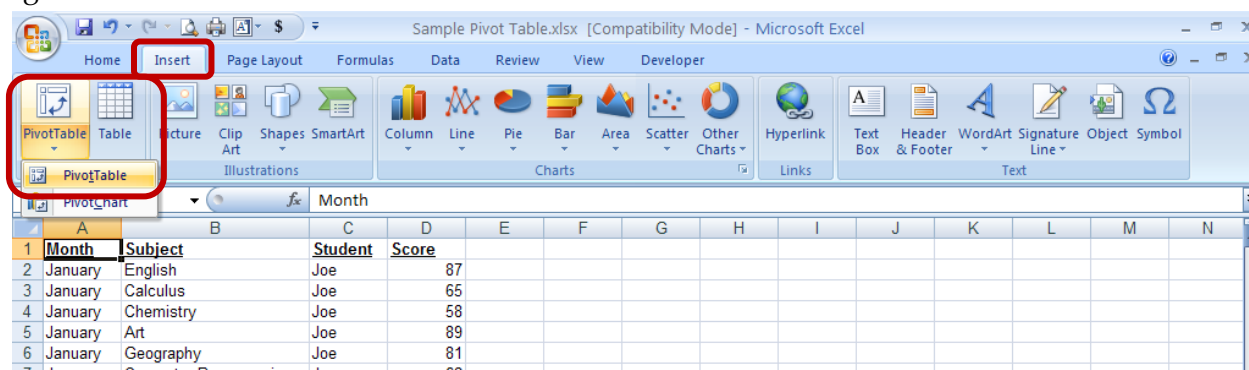 Sample Pivot Table.xlsx [Compatibility Mode] - Microsoft Excel
Home Insert Page Layout Formulas Data Review View Developer
PivotTable Table Picture Clip Art Shapes SmartArt Column Line Pie Bar Area Scatter Other Charts Hyperlink Text Box Header & Footer WordArt Signature Line Object Symbol
PivotTable Illustrations Charts Links Text
PivotChart fx Month
A B C D E F G H I J K L M N
1 Month Subject Student Score
2 January English Joe 87
3 January Calculus Joe 65
4 January Chemistry Joe 58
5 January Art Joe 89
6 January Geography Joe 81